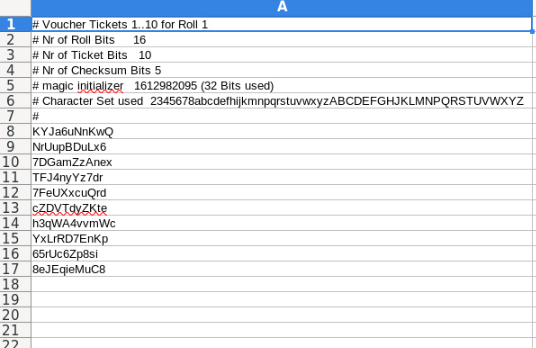 A
1 # Voucher Tickets 1..10 for Roll 1
2 # Nr of Roll Bits 16
3 # Nr of Ticket Bits 10
4 # Nr of Checksum Bits 5
5 # magic initializer 1612982095 (32 Bits used)
6 # Character Set used 2345678abcdefhijkmnpqrstuvwxyzABCDEFGHJKLMNPQRSTUVWXYZ
7 #
8 KYJa6uNnKwQ
9 NrUupBDuLx6
10 7DGamZzAnex
11 TFJ4nyYz7dr
12 7FeUXxcuQrd
13 cZDVTdyZKte
14 h3qWA4vvmWc
15 YxLrRD7EnKp
16 65rUc6Zp8si
17 8eJEqieMuC8
18
19
20
21
22